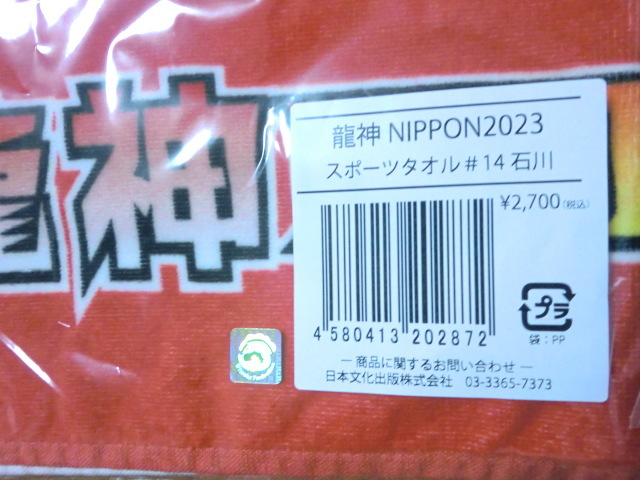 龍神
龍神 NIPPON2023
スポーツタオル#14 石川
¥2,700(税込)
4 580413 202872
プラ
袋：PP
― 商品に関するお問い合わせ ―
日本文化出版株式会社 03-3365-7373